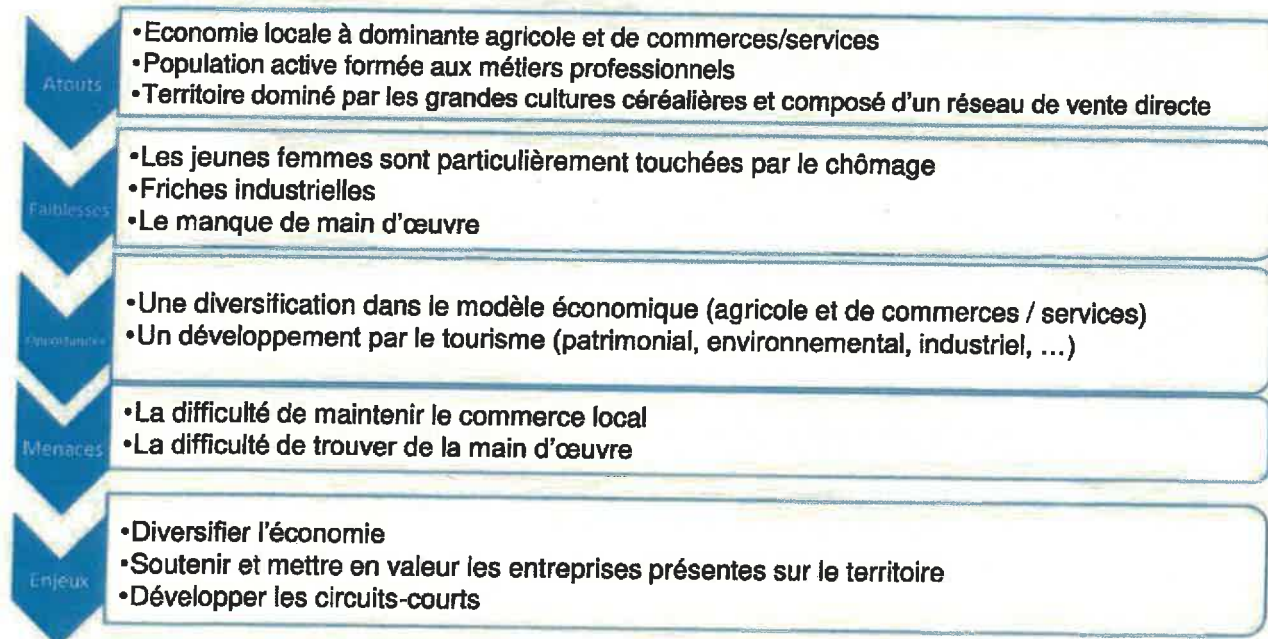 Atouts
•Economie locale à dominante agricole et de commerces/services
•Population active formée aux métiers professionnels
•Territoire dominé par les grandes cultures céréalières et composé d'un réseau de vente directe
Faiblesses
•Les jeunes femmes sont particulièrement touchées par le chômage
•Friches industrielles
•Le manque de main d'œuvre
Opportunités
•Une diversification dans le modèle économique (agricole et de commerces / services)
•Un développement par le tourisme (patrimonial, environnemental, industriel, ...)
Menaces
•La difficulté de maintenir le commerce local
•La difficulté de trouver de la main d'œuvre
Enjeux
•Diversifier l'économie
•Soutenir et mettre en valeur les entreprises présentes sur le territoire
•Développer les circuits-courts